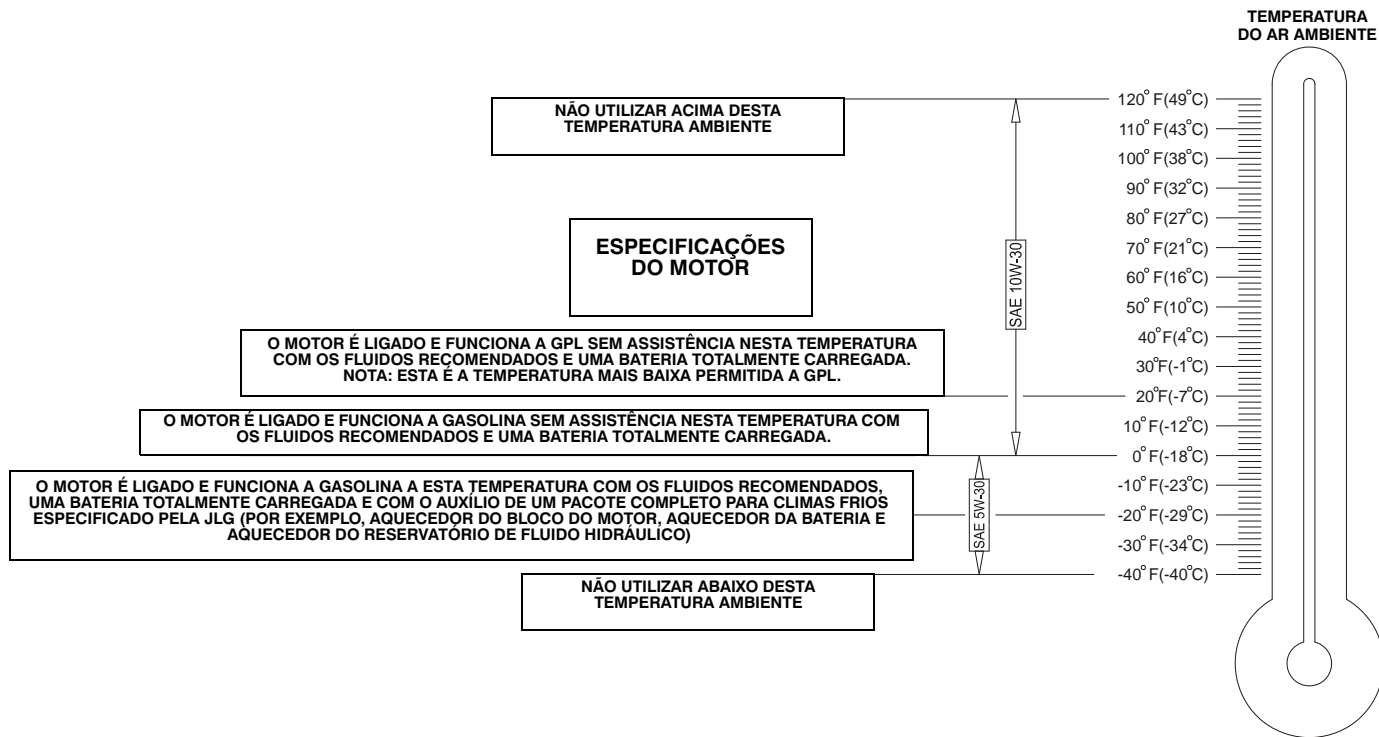 TEMPERATURA
DO AR AMBIENTE
NÃO UTILIZAR ACIMA DESTA
TEMPERATURA AMBIENTE
ESPECIFICAÇÕES
DO MOTOR
O MOTOR É LIGADO E FUNCIONA A GPL SEM ASSISTÊNCIA NESTA TEMPERATURA
COM OS FLUIDOS RECOMENDADOS E UMA BATERIA TOTALMENTE CARREGADA.
NOTA: ESTA É A TEMPERATURA MAIS BAIXA PERMITIDA A GPL.
O MOTOR É LIGADO E FUNCIONA A GASOLINA SEM ASSISTÊNCIA NESTA TEMPERATURA COM
OS FLUIDOS RECOMENDADOS E UMA BATERIA TOTALMENTE CARREGADA.
O MOTOR É LIGADO E FUNCIONA A GASOLINA A ESTA TEMPERATURA COM OS FLUIDOS RECOMENDADOS,
UMA BATERIA TOTALMENTE CARREGADA E COM O AUXÍLIO DE UM PACOTE COMPLETO PARA CLIMAS FRIOS
ESPECIFICADO PELA JLG (POR EXEMPLO, AQUECEDOR DO BLOCO DO MOTOR, AQUECEDOR DA BATERIA E
AQUECEDOR DO RESERVATÓRIO DE FLUIDO HIDRÁULICO)
NÃO UTILIZAR ABAIXO DESTA
TEMPERATURA AMBIENTE
SAE 10W-30
SAE 5W-30
120° F(49°C)
110° F(43°C)
100° F(38°C)
90° F(32°C)
80° F(27°C)
70° F(21°C)
60° F(16°C)
50° F(10°C)
40°F(4°C)
30°F(-1°C)
20°F(-7°C)
10°F(-12°C)
0° F(-18°C)
-10° F(-23°C)
-20° F(-29°C)
-30° F(-34°C)
-40° F(-40°C)